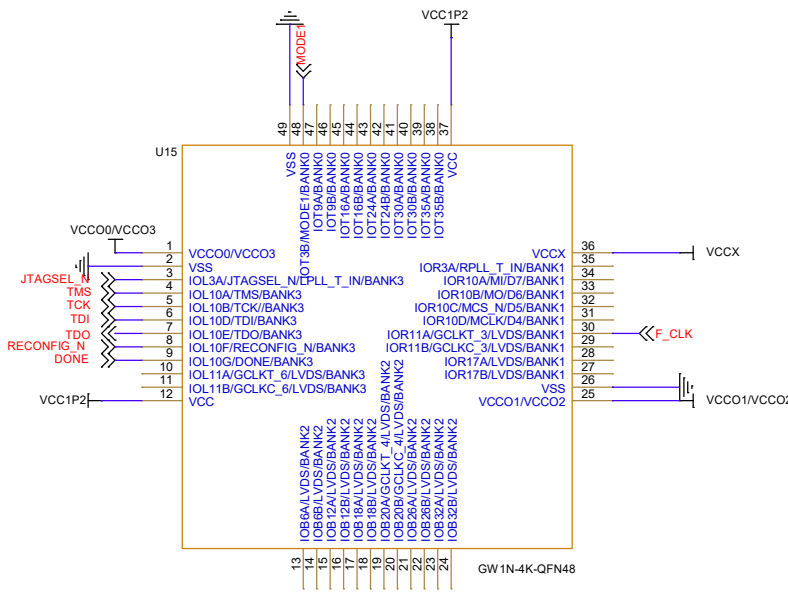 VCC1P2
MODE1
49
48
47
46
45
44
43
42
41
40
39
38
37
U15
VSS
IOT3B/MODE1/BANK0
IOT9A/BANK0
IOT9B/BANK0
IOT16A/BANK0
IOT16B/BANK0
IOT24A/BANK0
IOT24B/BANK0
IOT30A/BANK0
IOT30B/BANK0
IOT35A/BANK0
IOT35B/BANK0
VCC
VCCO0/VCCO3
1 VCCO0/VCCO3
2 VSS
JTAGSEL_N 3 IOL3A/JTAGSEL_N/LPLL_T_IN/BANK3
TMS 4 IOL10A/TMS/BANK3
TCK 5 IOL10B/TCK//BANK3
TDI 6 IOL10D/TDI/BANK3
TDO 7 IOL10E/TDO/BANK3
RECONFIG_N 8 IOL10F/RECONFIG_N/BANK3
DONE 9 IOL10G/DONE/BANK3
10 IOL11A/GCLKT_6/LVDS/BANK3
11 IOL11B/GCLKC_6/LVDS/BANK3
VCC1P2 12 VCC
VCCX 36 VCCX
IOR3A/RPLL_T_IN/BANK1 35
IOR10A/MI/D7/BANK1 34
IOR10B/MO/D6/BANK1 33
IOR10C/MCS_N/D5/BANK1 32
IOR10D/MCLK/D4/BANK1 31
IOR11A/GCLKT_3/LVDS/BANK1 30 F_CLK
IOR11B/GCLKC_3/LVDS/BANK1 29
IOR17A/LVDS/BANK1 28
IOR17B/LVDS/BANK1 27
VSS 26
VCCO1/VCCO2 25 VCCO1/VCCO2
IOB6A/LVDS/BANK2
IOB6B/LVDS/BANK2
IOB12A/LVDS/BANK2
IOB12B/LVDS/BANK2
IOB18A/LVDS/BANK2
IOB18B/LVDS/BANK2
IOB20A/GCLKT_4/LVDS/BANK2
IOB20B/GCLKC_4/LVDS/BANK2
IOB26A/LVDS/BANK2
IOB26B/LVDS/BANK2
IOB32A/LVDS/BANK2
IOB32B/LVDS/BANK2
13
14
15
16
17
18
19
20
21
22
23
24
GW1N-4K-QFN48